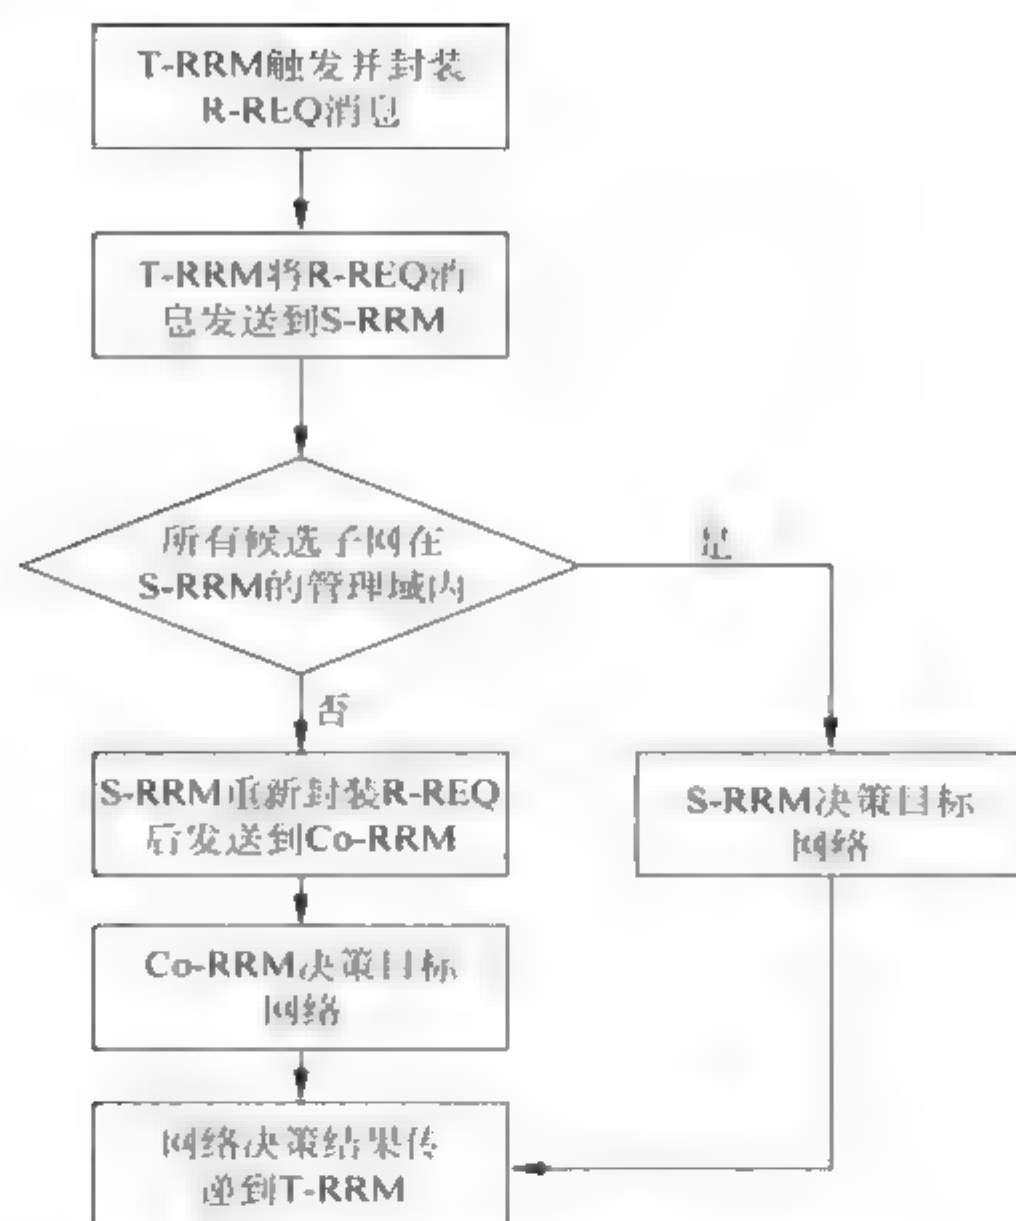 T-RRM触发并封装
R-REQ消息
T-RRM将R-REQ消
息发送到S-RRM
所有候选子网在
S-RRM的管理域内
是
否
S-RRM重新封装R-REQ
后发送到Co-RRM
S-RRM决策目标
网络
Co-RRM决策目标
网络
网络决策结果传
递到T-RRM